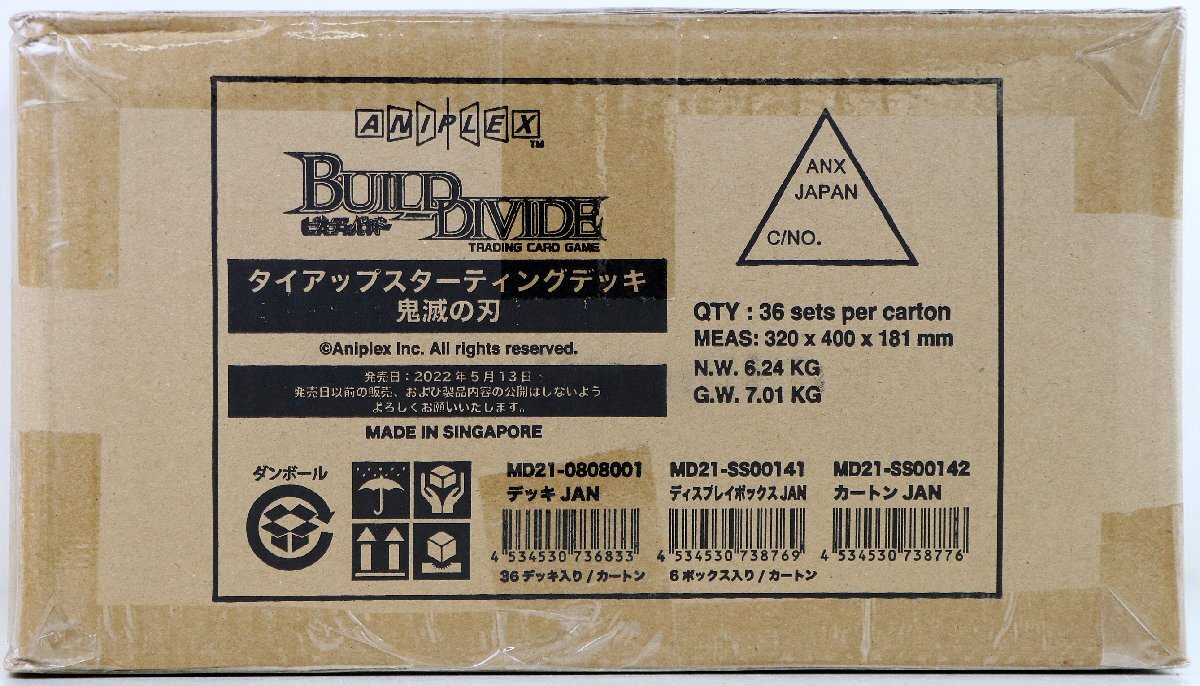 ANIPLEX
TM
BUILD DIVIDE
ビルディバイド
TRADING CARD GAME
タイアップスターティングデッキ
鬼滅の刃
©Aniplex Inc. All rights reserved.
発売日：2022年5月13日
発売日以前の販売、および製品内容の公開はしないよう
よろしくお願いいたします。
MADE IN SINGAPORE
ANX
JAPAN
C/NO.
QTY : 36 sets per carton
MEAS: 320 x 400 x 181 mm
N.W. 6.24 KG
G.W. 7.01 KG
ダンボール
MD21-0808001
デッキ JAN
4 534530 736833
36デッキ入り / カートン
MD21-SS00141
ディスプレイボックス JAN
4 534530 738769
6ボックス入り / カートン
MD21-SS00142
カートン JAN
4 534530 738776